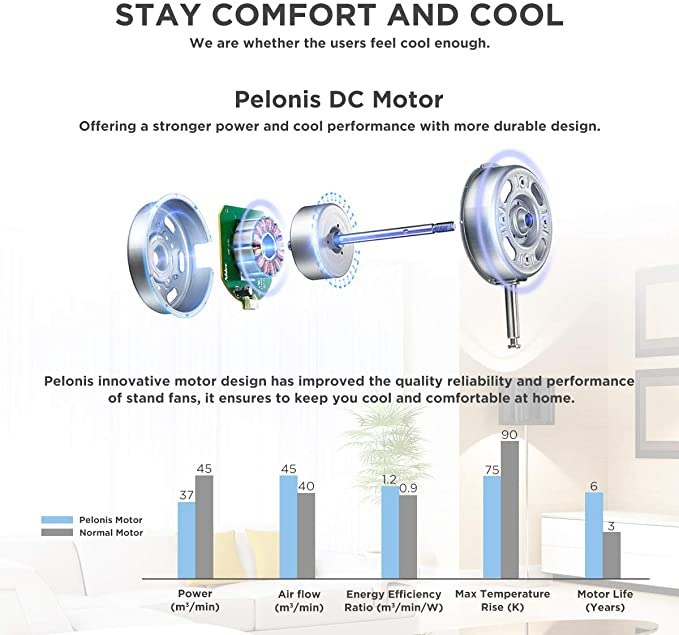 STAY COMFORT AND COOL
We are whether the users feel cool enough.
Pelonis DC Motor
Offering a stronger power and cool performance with more durable design.
Pelonis innovative motor design has improved the quality reliability and performance
of stand fans, it ensures to keep you cool and comfortable at home.
Pelonis Motor
Normal Motor
37 45
45 40
1.2 0.9
75 90
6 3
Power
(m³/min)
Air flow
(m³/min)
Energy Efficiency
Ratio (m³/min/W)
Max Temperature
Rise (K)
Motor Life
(Years)